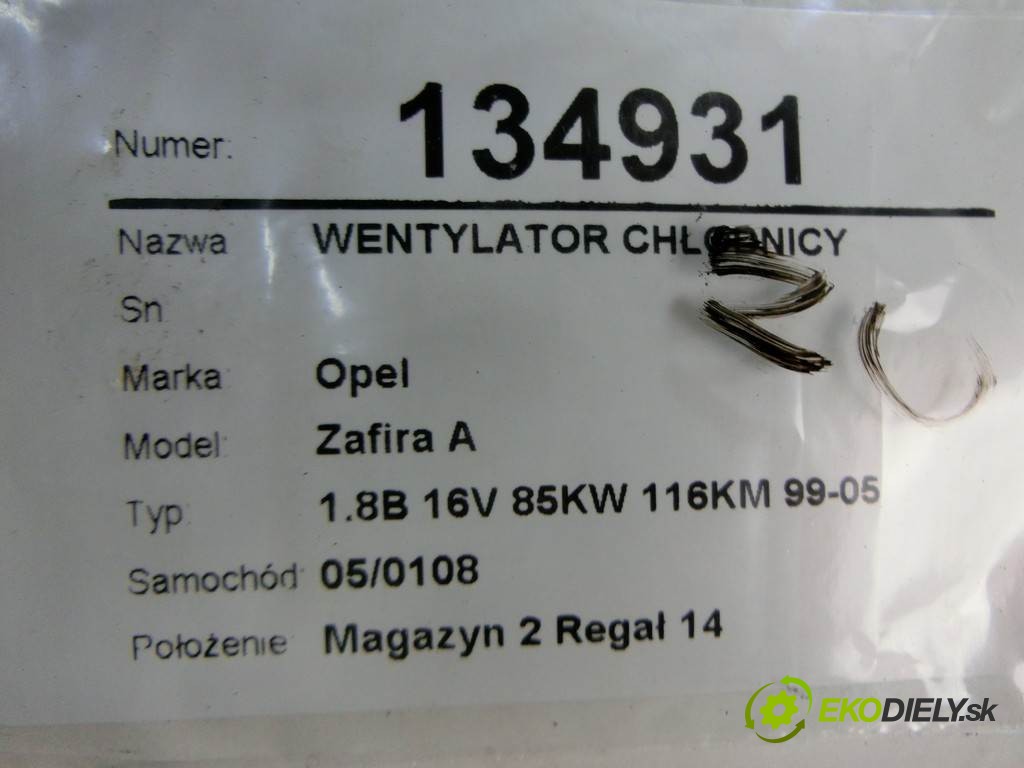 Numer: 134931
Nazwa WENTYLATOR CHŁODNICY
Sn
Marka Opel
Model: Zafira A
Typ: 1.8B 16V 85KW 116KM 99-05
Samochód: 05/0108
Położenie Magazyn 2 Regał 14
EKODIELY.sk